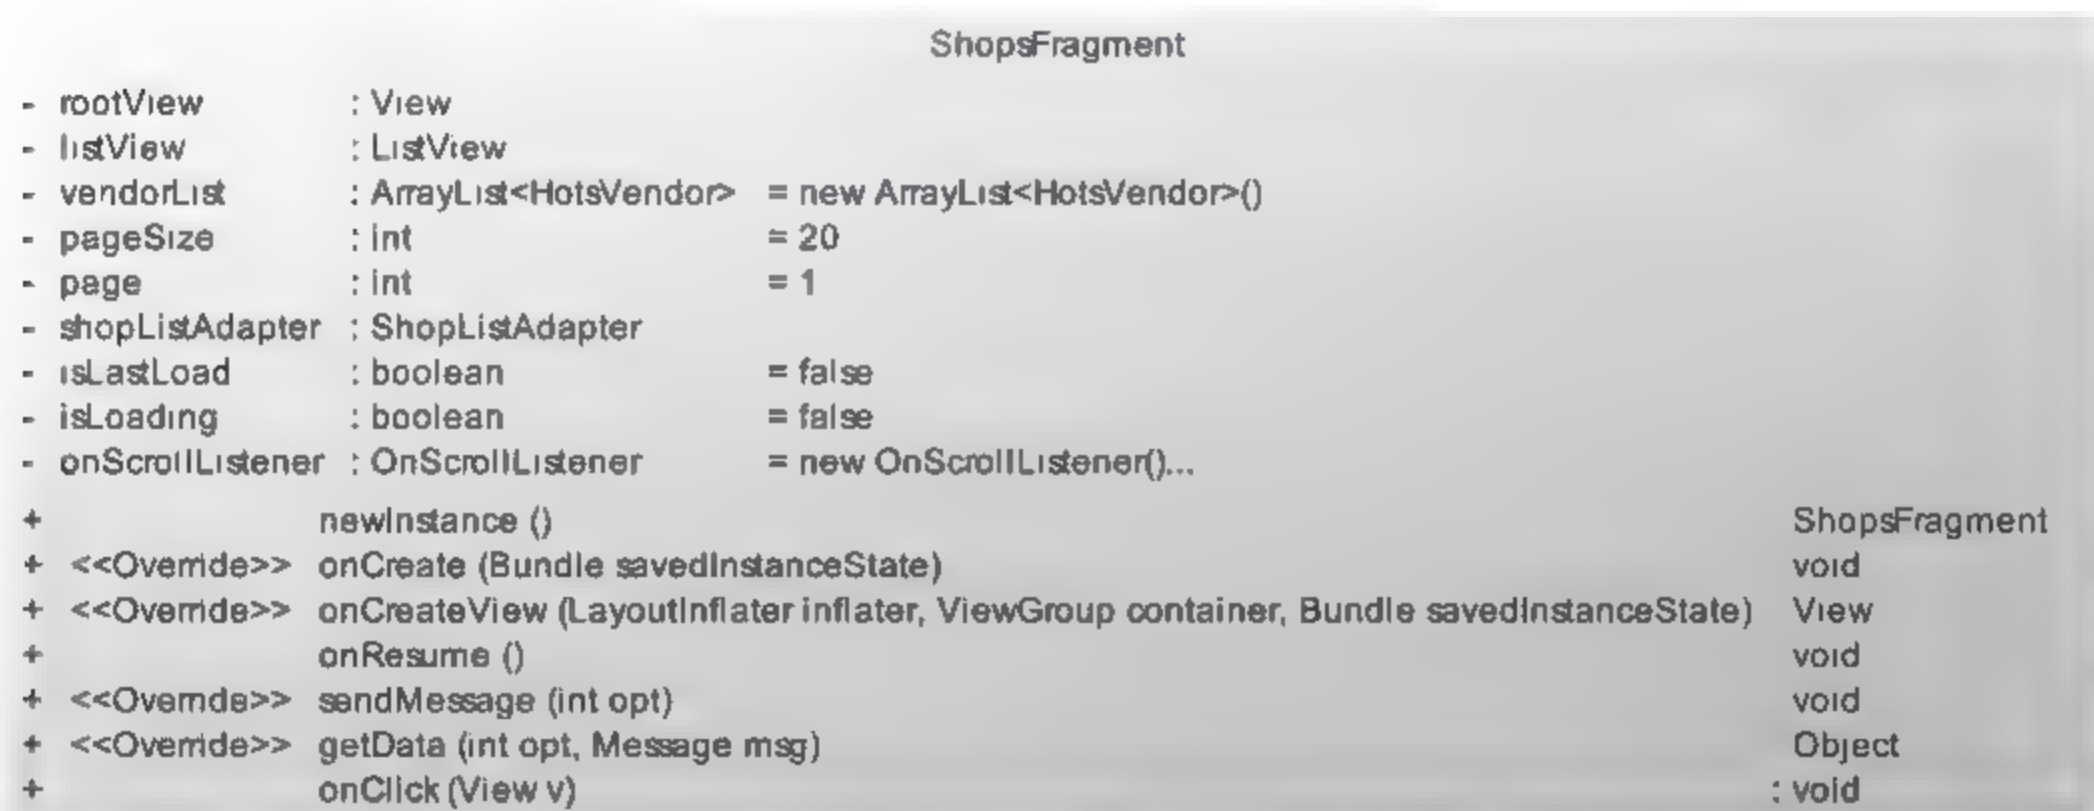 ShopsFragment
- rootView : View
- listView : ListView
- vendorList : ArrayList<HotsVendor> = new ArrayList<HotsVendor>()
- pageSize : int = 20
- page : int = 1
- shopListAdapter : ShopListAdapter
- isLastLoad : boolean = false
- isLoading : boolean = false
- onScrollListener : OnScrollListener = new OnScrollListener()...
+ newInstance () ShopsFragment
+ <<Override>> onCreate (Bundle savedInstanceState) void
+ <<Override>> onCreateView (LayoutInflater inflater, ViewGroup container, Bundle savedInstanceState) View
+ onResume () void
+ <<Override>> sendMessage (int opt) void
+ <<Override>> getData (int opt, Message msg) Object
+ onClick (View v) : void